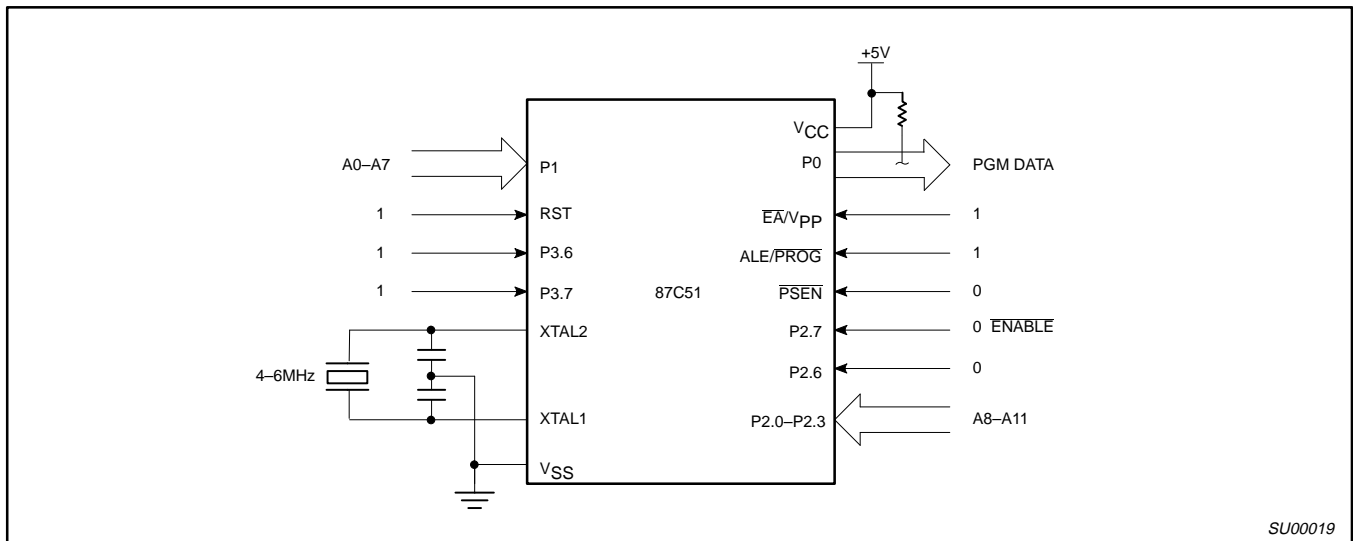 +5V
VCC
A0–A7
P1
P0
PGM DATA
1
RST
EA/VPP
1
1
P3.6
ALE/PROG
1
1
P3.7
87C51
PSEN
0
XTAL2
P2.7
0 ENABLE
4–6MHz
P2.6
0
XTAL1
P2.0–P2.3
A8–A11
VSS
SU00019